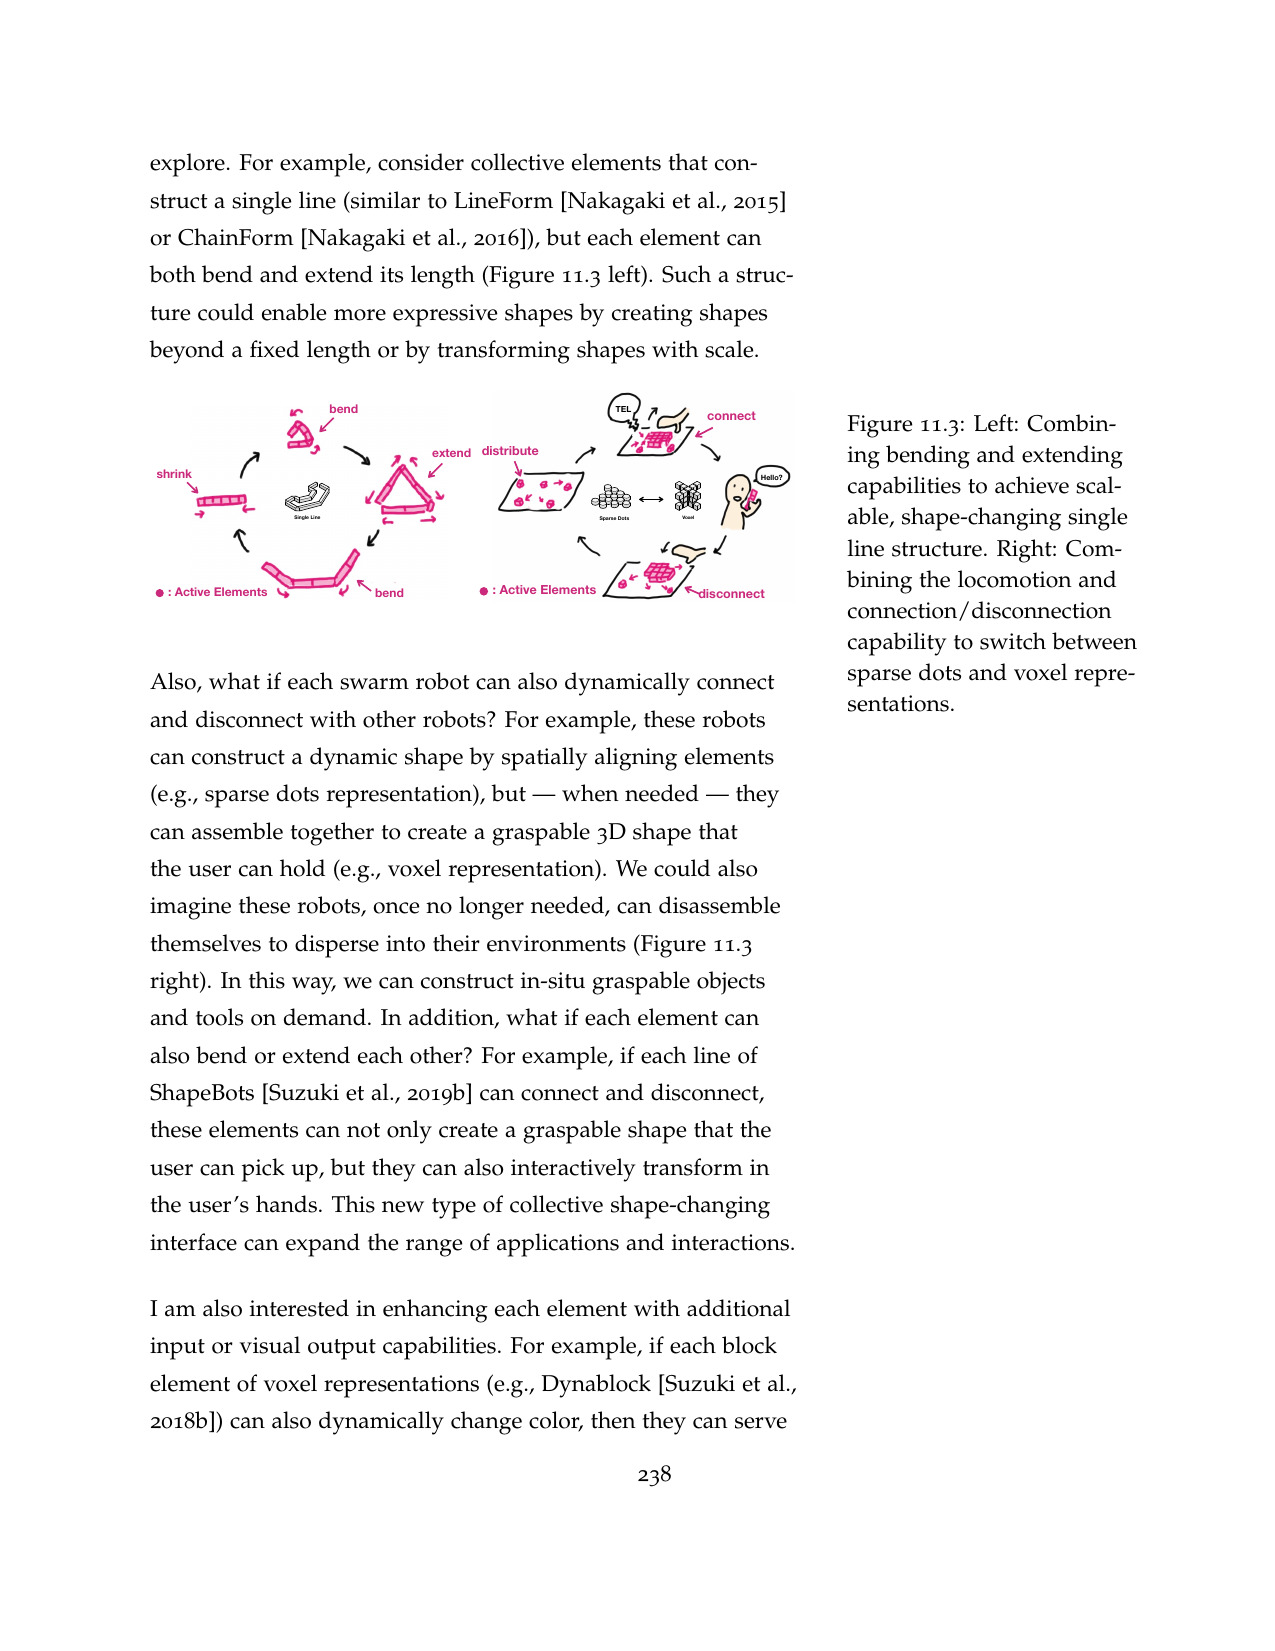 explore. For example, consider collective elements that con-
struct a single line (similar to LineForm [Nakagaki et al., 2015]
or ChainForm [Nakagaki et al., 2016]), but each element can
both bend and extend its length (Figure 11.3 left). Such a struc-
ture could enable more expressive shapes by creating shapes
beyond a fixed length or by transforming shapes with scale.
bend
shrink
extend
Single Line
bend
: Active Elements
TEL
connect
distribute
Hello?
Sparse Dots
Voxel
: Active Elements
disconnect
Figure 11.3: Left: Combin-
ing bending and extending
capabilities to achieve scal-
able, shape-changing single
line structure. Right: Com-
bining the locomotion and
connection/disconnection
capability to switch between
sparse dots and voxel repre-
sentations.
Also, what if each swarm robot can also dynamically connect
and disconnect with other robots? For example, these robots
can construct a dynamic shape by spatially aligning elements
(e.g., sparse dots representation), but — when needed — they
can assemble together to create a graspable 3D shape that
the user can hold (e.g., voxel representation). We could also
imagine these robots, once no longer needed, can disassemble
themselves to disperse into their environments (Figure 11.3
right). In this way, we can construct in-situ graspable objects
and tools on demand. In addition, what if each element can
also bend or extend each other? For example, if each line of
ShapeBots [Suzuki et al., 2019b] can connect and disconnect,
these elements can not only create a graspable shape that the
user can pick up, but they can also interactively transform in
the user's hands. This new type of collective shape-changing
interface can expand the range of applications and interactions.
I am also interested in enhancing each element with additional
input or visual output capabilities. For example, if each block
element of voxel representations (e.g., Dynablock [Suzuki et al.,
2018b]) can also dynamically change color, then they can serve
238